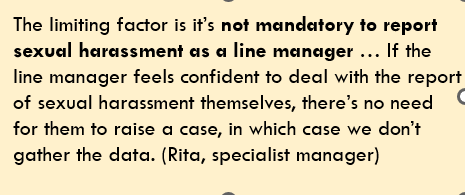 The limiting factor is it's not mandatory to report
sexual harassment as a line manager … If the
line manager feels confident to deal with the report
of sexual harassment themselves, there's no need
for them to raise a case, in which case we don't
gather the data. (Rita, specialist manager)